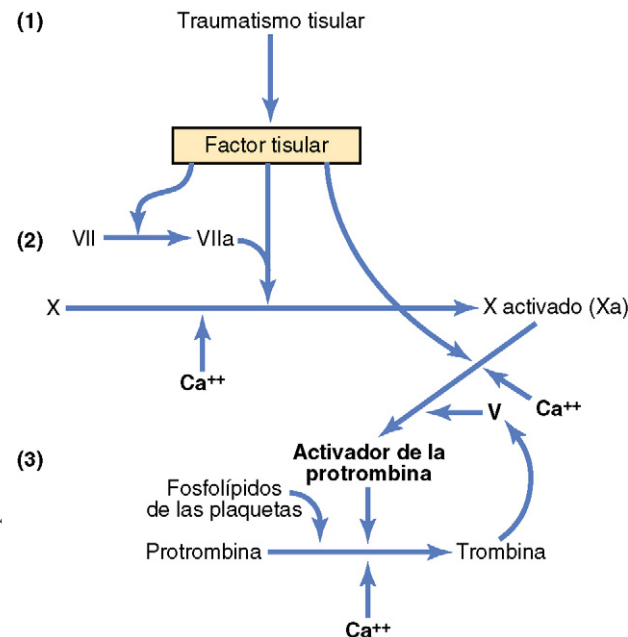 (1)
Traumatismo tisular
Factor tisular
(2)
VII
VIIa
X
X activado (Xa)
Ca++
V
Ca++
(3)
Activador de la
protrombina
Fosfolípidos
de las plaquetas
Protrombina
Trombina
Ca++